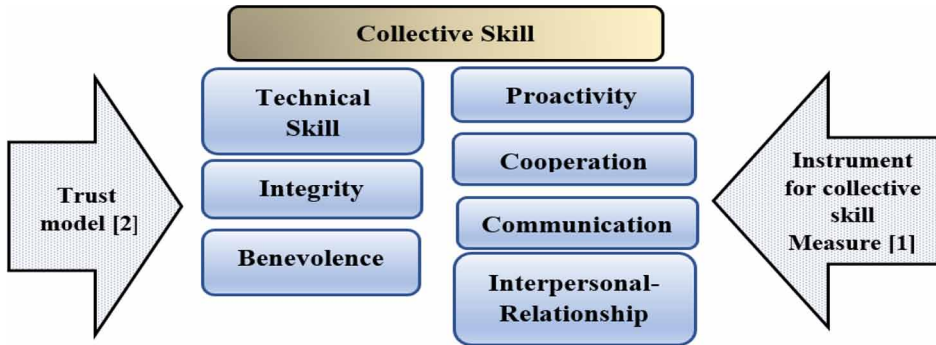 Collective Skill
Trust
model [2]
Technical
Skill
Integrity
Benevolence
Proactivity
Cooperation
Communication
Interpersonal-
Relationship
Instrument
for collective
skill
Measure [1]